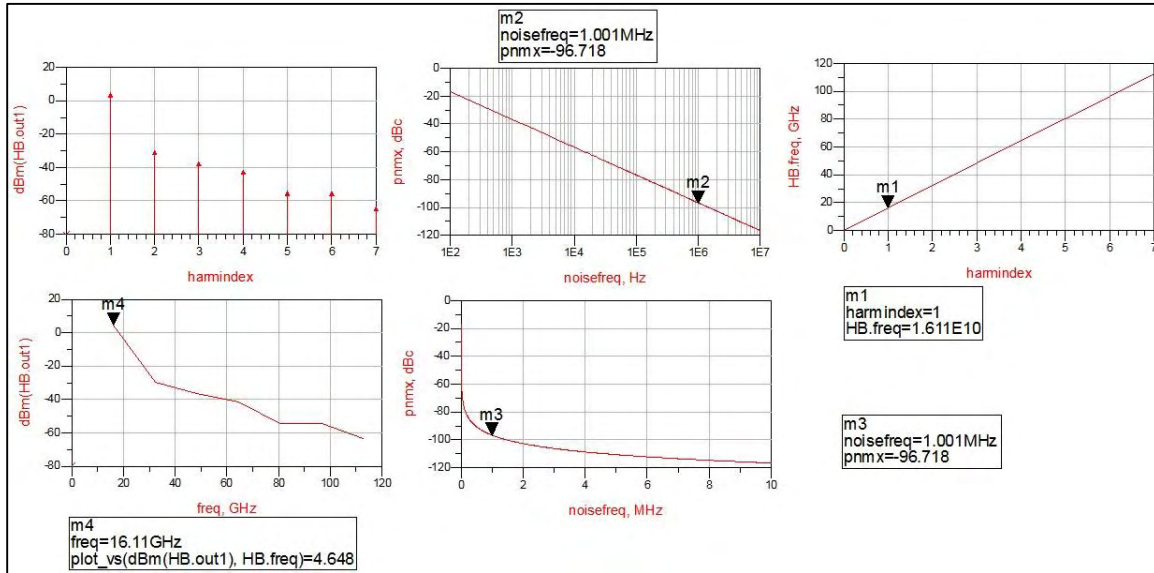 m2
noisefreq=1.001MHz
pnmx=-96.718
20
0
-20
-40
-60
-80
dBm(HB.out1)
0 1 2 3 4 5 6 7
harmindex
0
-20
-40
-60
-80
-100
-120
pnmx, dBc
m2
1E2 1E3 1E4 1E5 1E6 1E7
noisefreq, Hz
120
100
80
60
40
20
0
HB.freq, GHz
m1
0 1 2 3 4 5 6 7
harmindex
m1
harmindex=1
HB.freq=1.611E10
20
0
-20
-40
-60
-80
dBm(HB.out1)
m4
0 20 40 60 80 100 120
freq, GHz
m4
freq=16.11GHz
plot_vs(dBm(HB.out1), HB.freq)=4.648
0
-20
-40
-60
-80
-100
-120
pnmx, dBc
m3
0 2 4 6 8 10
noisefreq, MHz
m3
noisefreq=1.001MHz
pnmx=-96.718